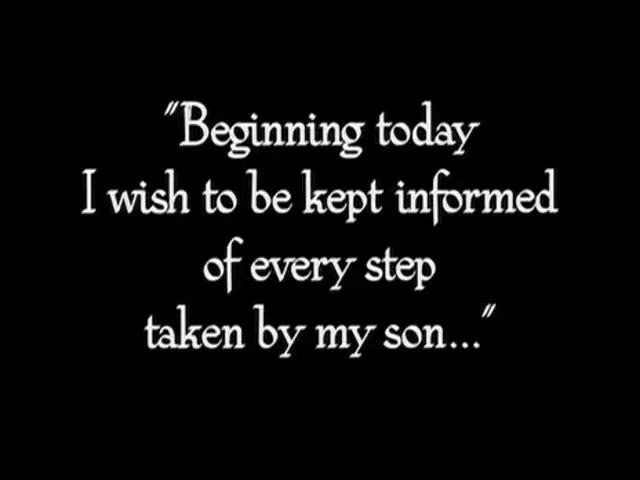 "Beginning today
I wish to be kept informed
of every step
taken by my son..."